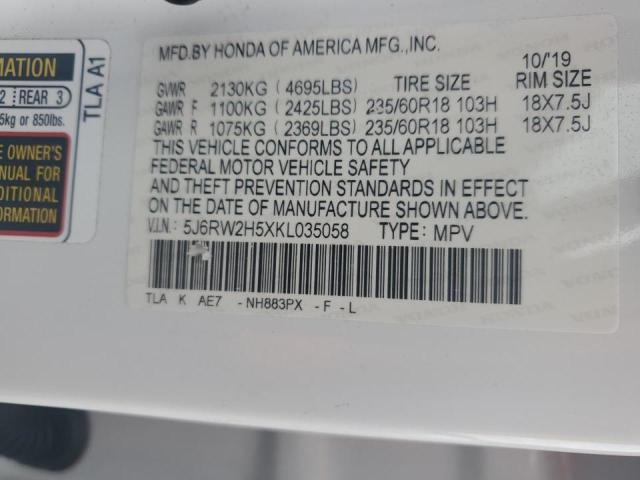 MATION
2 REAR 3
5kg or 850lbs.
E OWNER'S
NUAL FOR
DITIONAL
FORMATION
TLA A1
MFD.BY HONDA OF AMERICA MFG.,INC. 10/'19
GVWR 2130KG (4695LBS) TIRE SIZE RIM SIZE
GAWR F 1100KG (2425LBS) 235/60R18 103H 18X7.5J
GAWR R 1075KG (2369LBS) 235/60R18 103H 18X7.5J
THIS VEHICLE CONFORMS TO ALL APPLICABLE
FEDERAL MOTOR VEHICLE SAFETY
AND THEFT PREVENTION STANDARDS IN EFFECT
ON THE DATE OF MANUFACTURE SHOWN ABOVE.
V.I.N.: 5J6RW2H5XKL035058 TYPE: MPV
TLA K AE7 -NH883PX -F-L